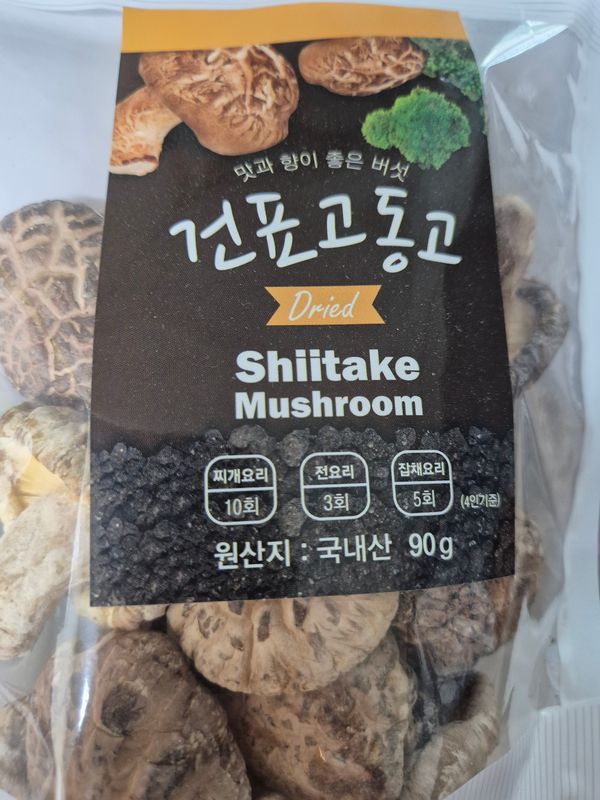 맛과 향이 좋은 버섯
건표고동고
Dried
Shiitake
Mushroom
찌개요리 전요리 잡채요리
10회 3회 5회 (4인기준)
원산지 : 국내산 90g